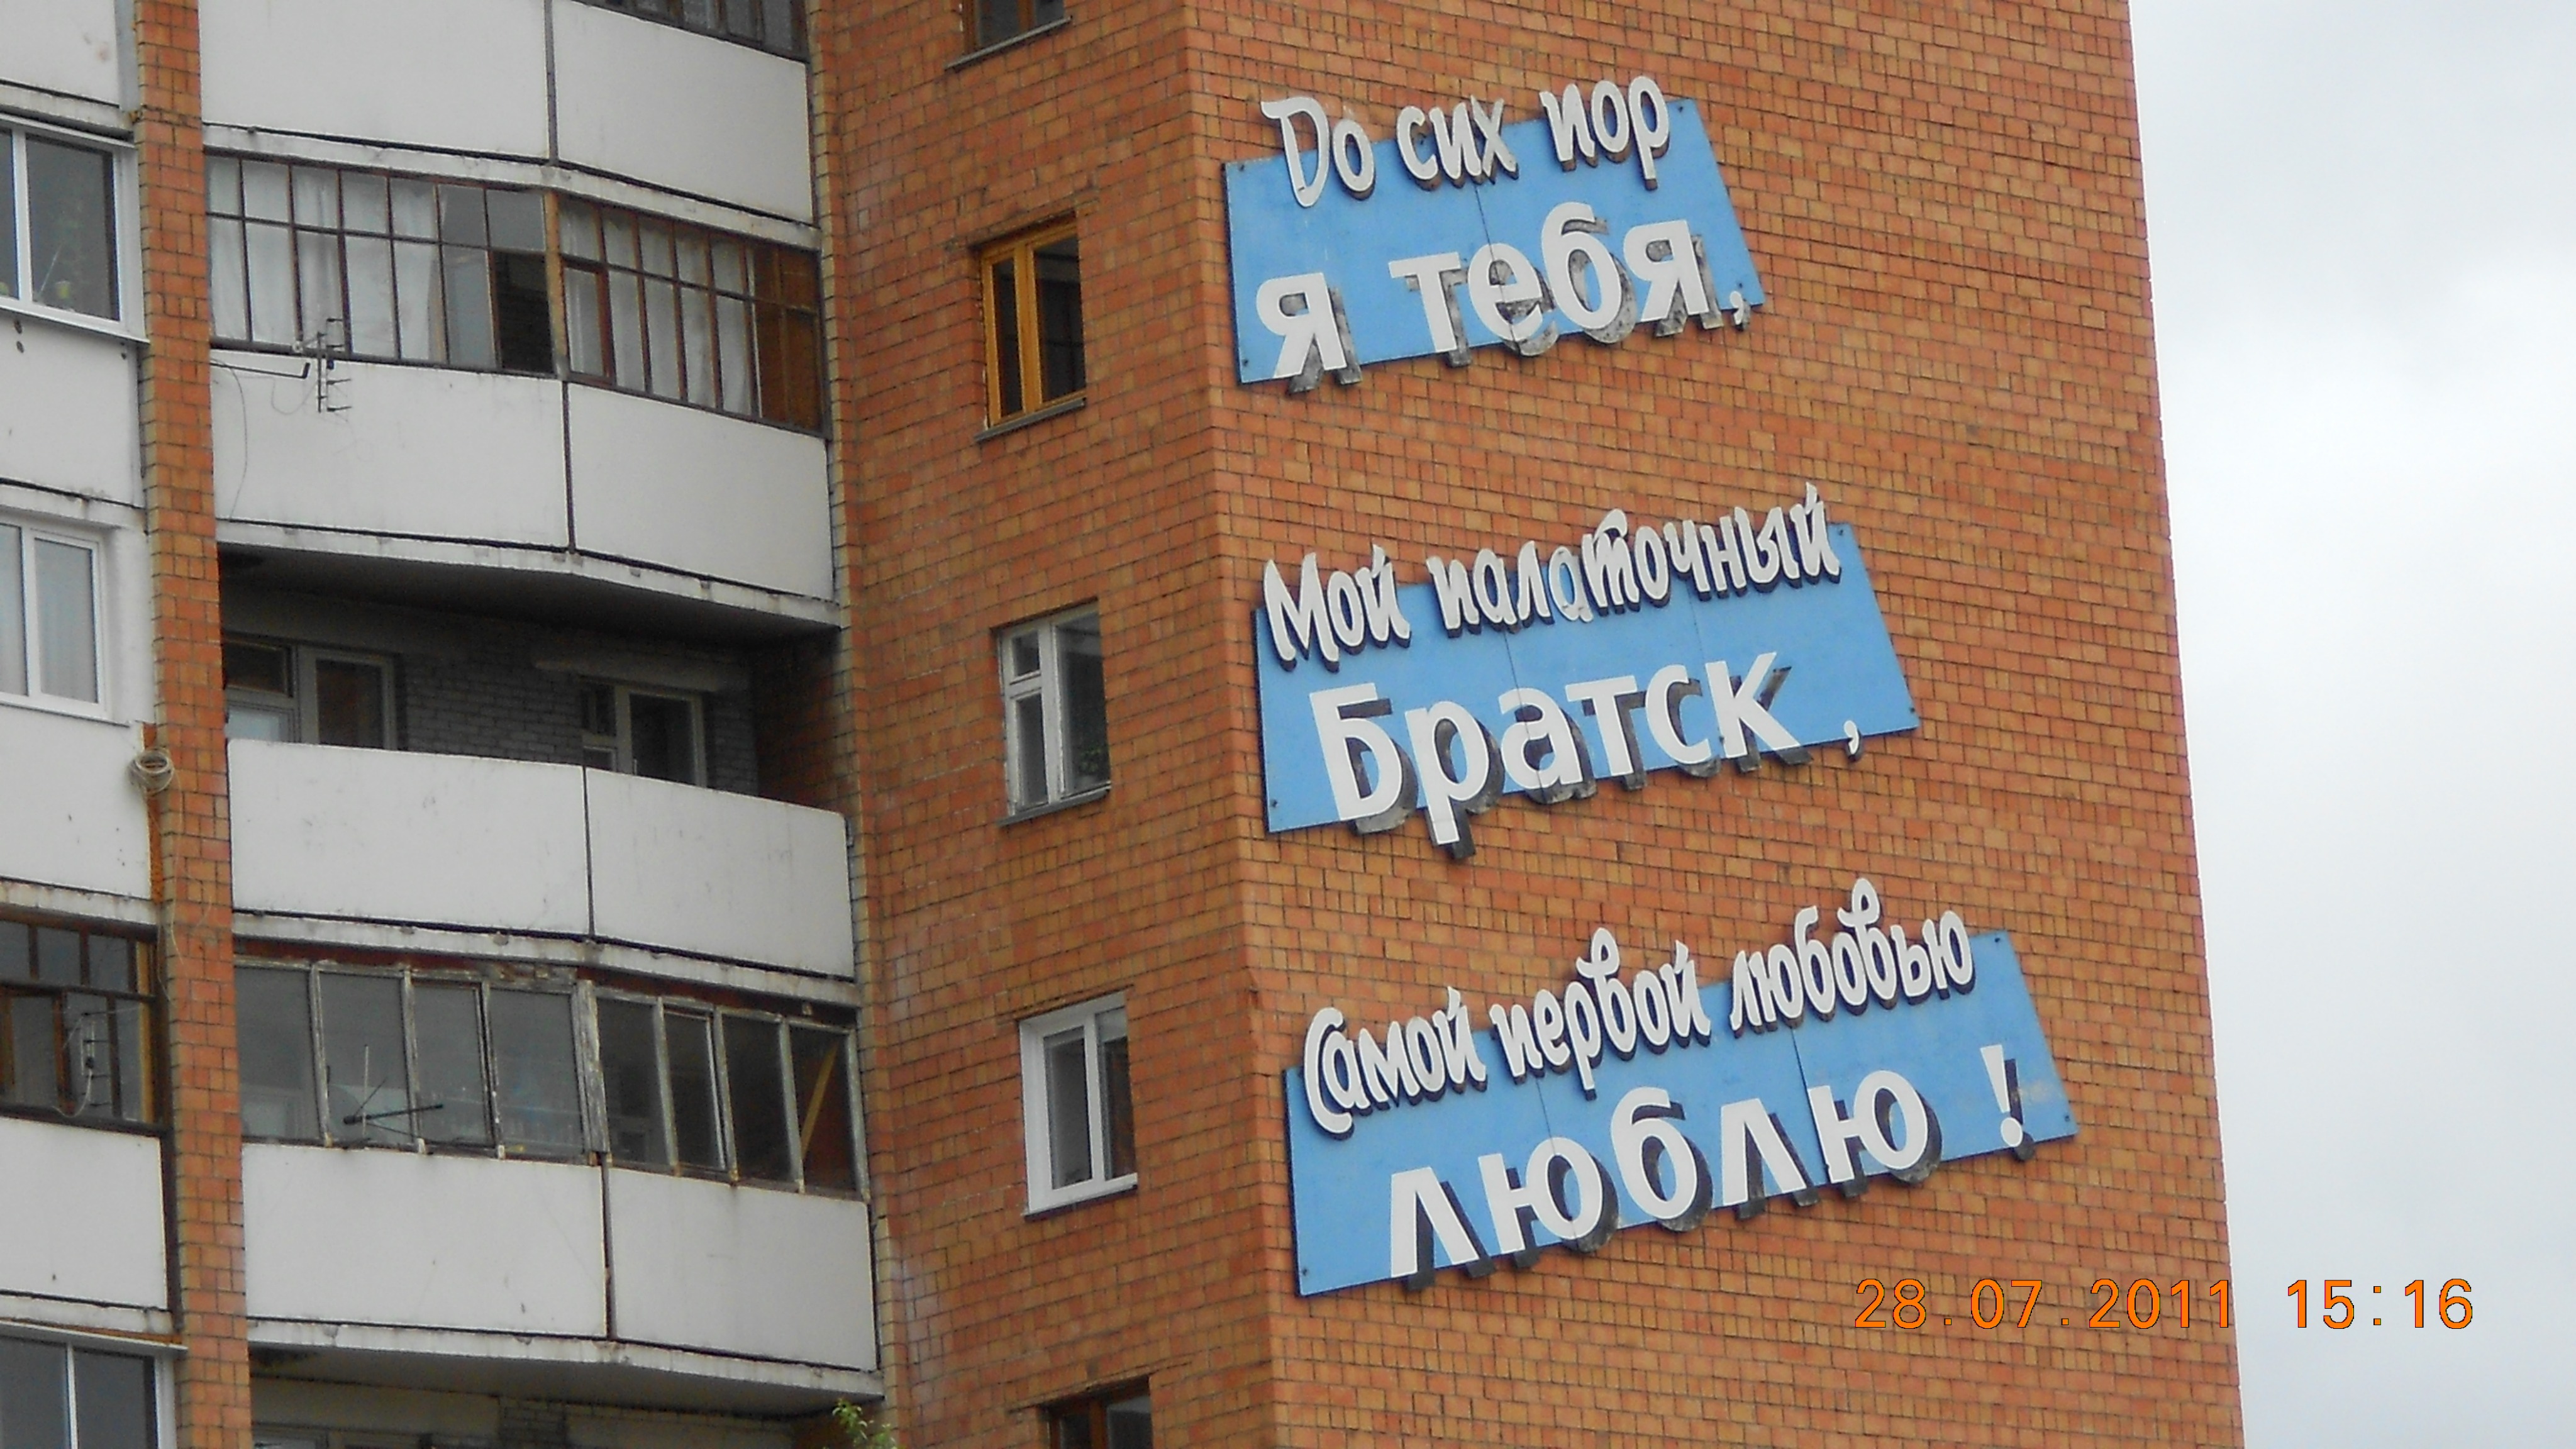 До сих пор
я тебя,
Мой палаточный
Братск ,
Самой первой любовью
люблю !
28.07.2011 15:16